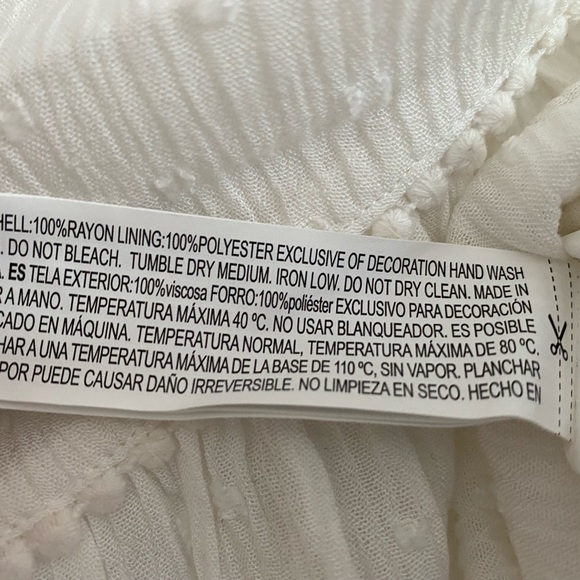 HELL:100%RAYON LINING:100%POLYESTER EXCLUSIVE OF DECORATION HAND WASH
. DO NOT BLEACH. TUMBLE DRY MEDIUM. IRON LOW. DO NOT DRY CLEAN. MADE IN
. ES TELA EXTERIOR:100%viscosa FORRO:100%poliéster EXCLUSIVO PARA DECORACIÓN
R A MANO. TEMPERATURA MÁXIMA 40 ºC. NO USAR BLANQUEADOR. ES POSIBLE
CADO EN MÁQUINA. TEMPERATURA NORMAL, TEMPERATURA MÁXIMA DE 80 ºC.
HAR A UNA TEMPERATURA MÁXIMA DE LA BASE DE 110 ºC, SIN VAPOR. PLANCHAR
POR PUEDE CAUSAR DAÑO IRREVERSIBLE. NO LIMPIEZA EN SECO. HECHO EN